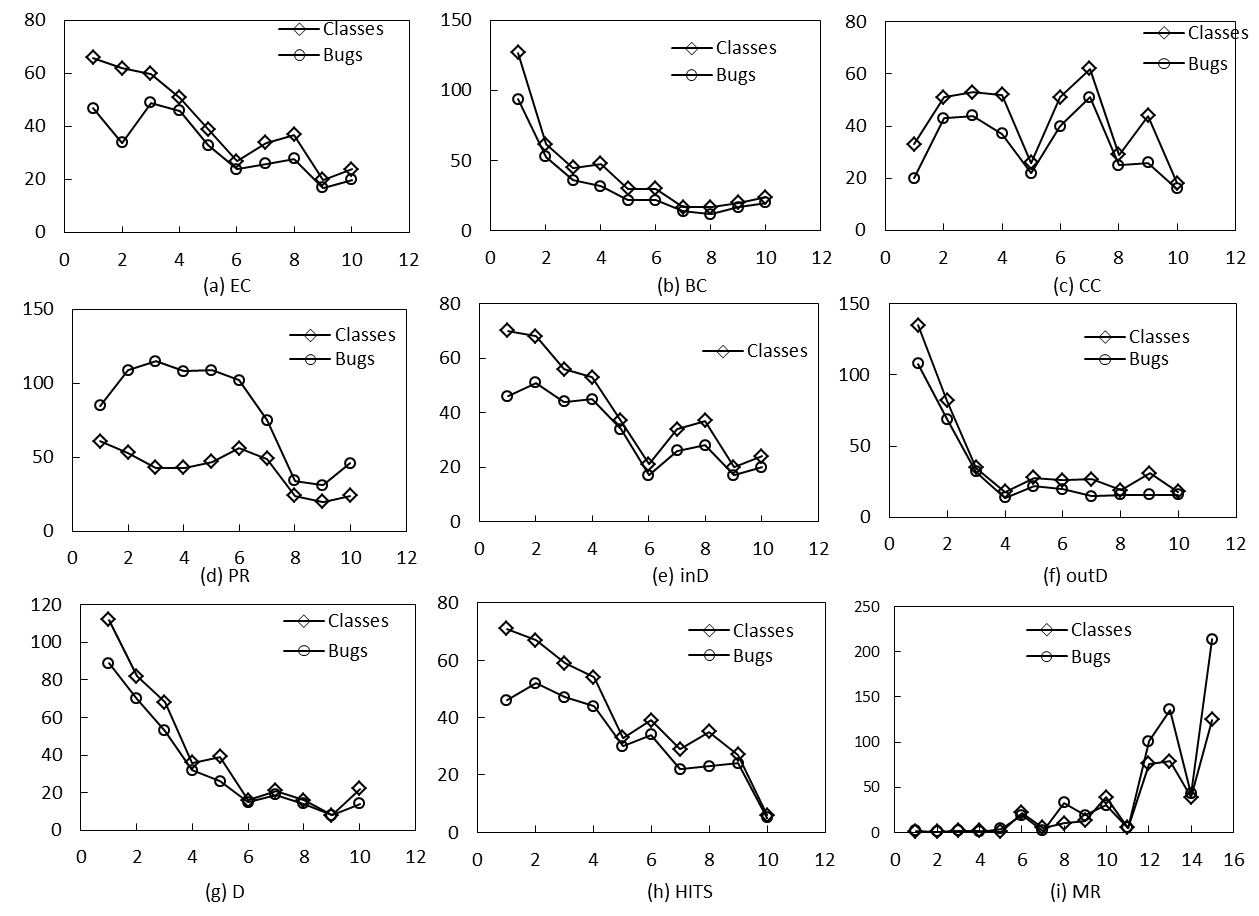 80
60
40
20
0
0 2 4 6 8 10 12
Classes
Bugs
(a) EC
150
100
50
0
0 2 4 6 8 10 12
Classes
Bugs
(b) BC
80
60
40
20
0
0 2 4 6 8 10 12
Classes
Bugs
(c) CC
150
100
50
0
0 2 4 6 8 10 12
Classes
Bugs
(d) PR
80
60
40
20
0
0 2 4 6 8 10 12
Classes
(e) inD
150
100
50
0
0 2 4 6 8 10 12
Classes
Bugs
(f) outD
120
100
80
60
40
20
0
0 2 4 6 8 10 12
Classes
Bugs
(g) D
80
60
40
20
0
0 2 4 6 8 10 12
Classes
Bugs
(h) HITS
250
200
150
100
50
0
0 2 4 6 8 10 12 14 16
Classes
Bugs
(i) MR